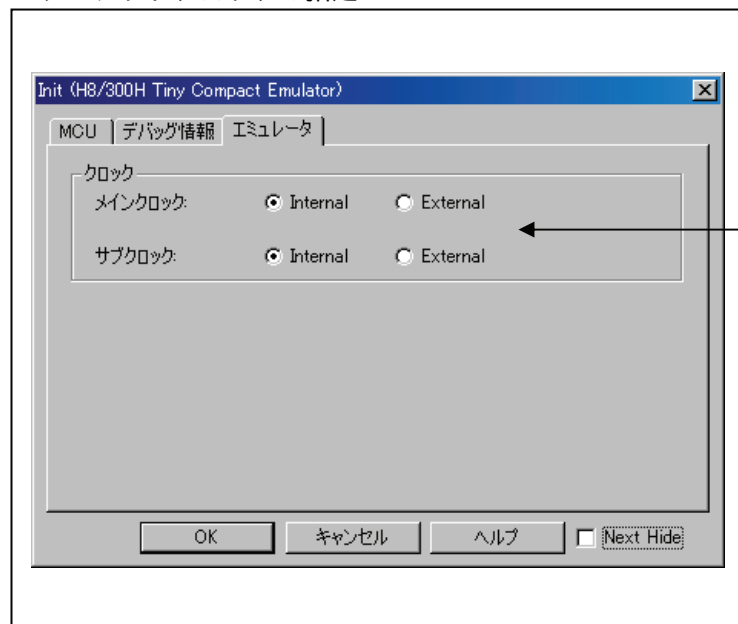 Init (H8/300H Tiny Compact Emulator)
MCU デバッグ情報 エミュレータ
クロック
メインクロック: Internal External
サブクロック: Internal External
OK キャンセル ヘルプ Next Hide